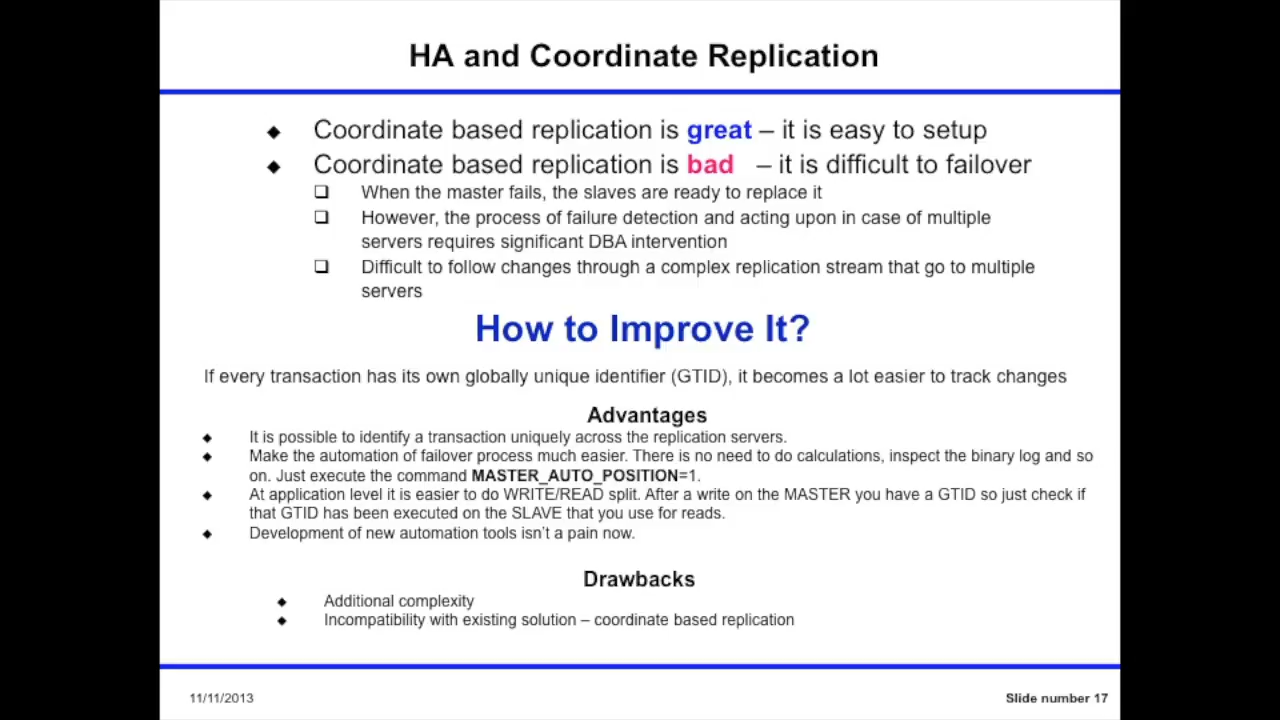 HA and Coordinate Replication
◆ Coordinate based replication is great – it is easy to setup
◆ Coordinate based replication is bad – it is difficult to failover
❑ When the master fails, the slaves are ready to replace it
❑ However, the process of failure detection and acting upon in case of multiple
servers requires significant DBA intervention
❑ Difficult to follow changes through a complex replication stream that go to multiple
servers
How to Improve It?
If every transaction has its own globally unique identifier (GTID), it becomes a lot easier to track changes
Advantages
◆ It is possible to identify a transaction uniquely across the replication servers.
◆ Make the automation of failover process much easier. There is no need to do calculations, inspect the binary log and so
on. Just execute the command MASTER_AUTO_POSITION=1.
◆ At application level it is easier to do WRITE/READ split. After a write on the MASTER you have a GTID so just check if
that GTID has been executed on the SLAVE that you use for reads.
◆ Development of new automation tools isn't a pain now.
Drawbacks
◆ Additional complexity
◆ Incompatibility with existing solution – coordinate based replication
11/11/2013
Slide number 17